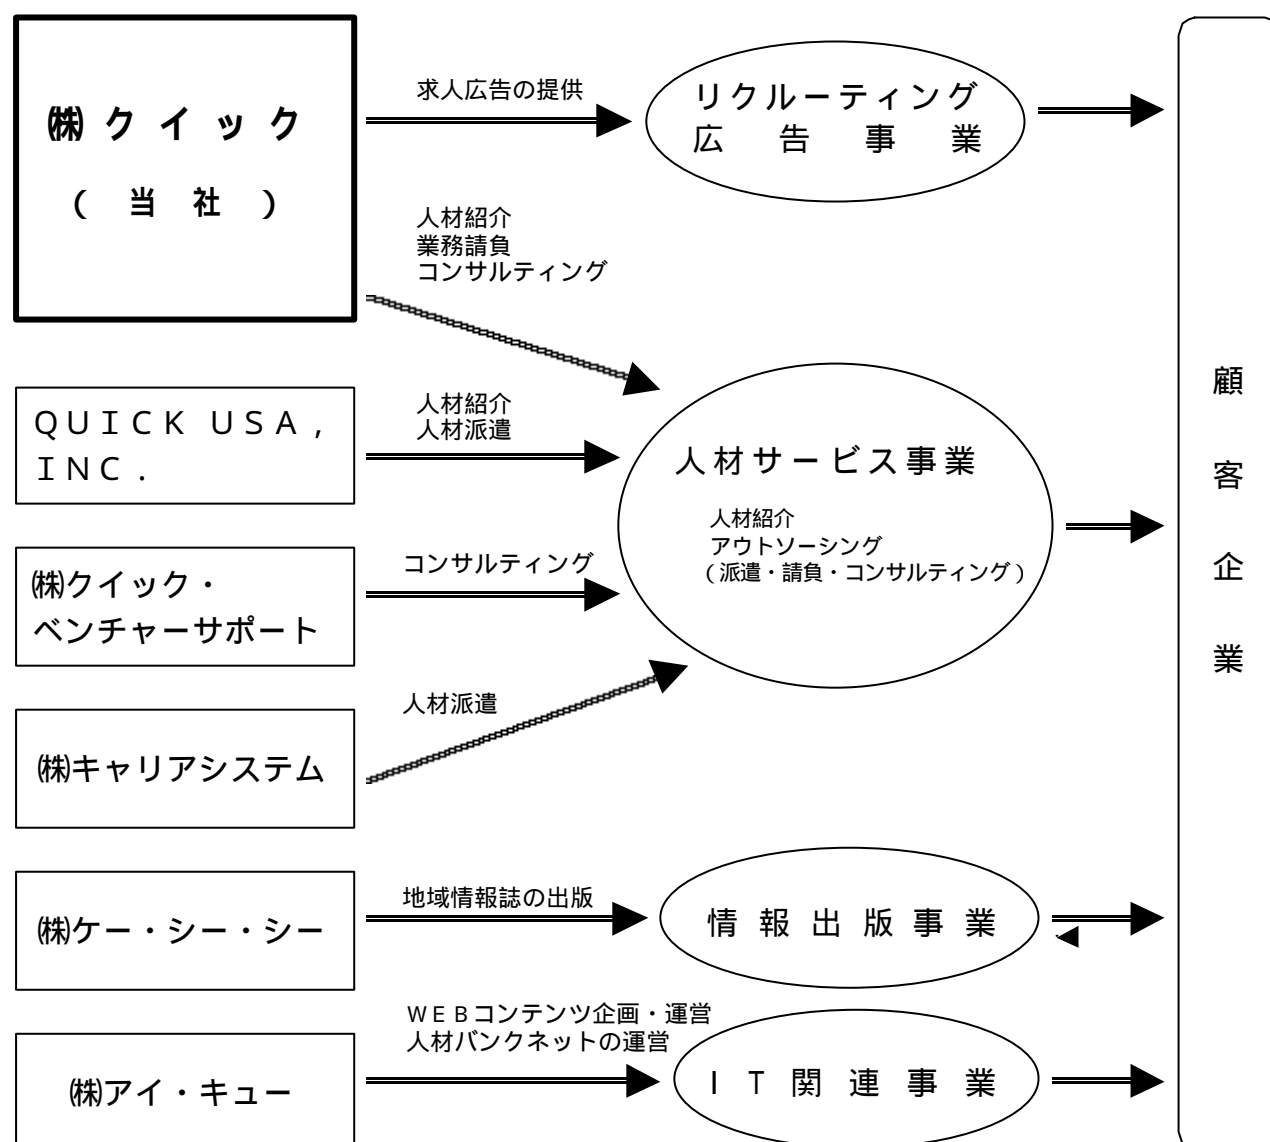 ㈱クイック
(当社)
求人広告の提供
リクルーティング
広告事業
人材紹介
業務請負
コンサルティング
QUICK USA,
INC.
人材紹介
人材派遣
人材サービス事業
人材紹介
アウトソーシング
(派遣・請負・コンサルティング)
㈱クイック・
ベンチャーサポート
コンサルティング
㈱キャリアシステム
人材派遣
㈱ケー・シー・シー
地域情報誌の出版
情報出版事業
㈱アイ・キュー
WEBコンテンツ企画・運営
人材バンクネットの運営
IT関連事業
顧客企業